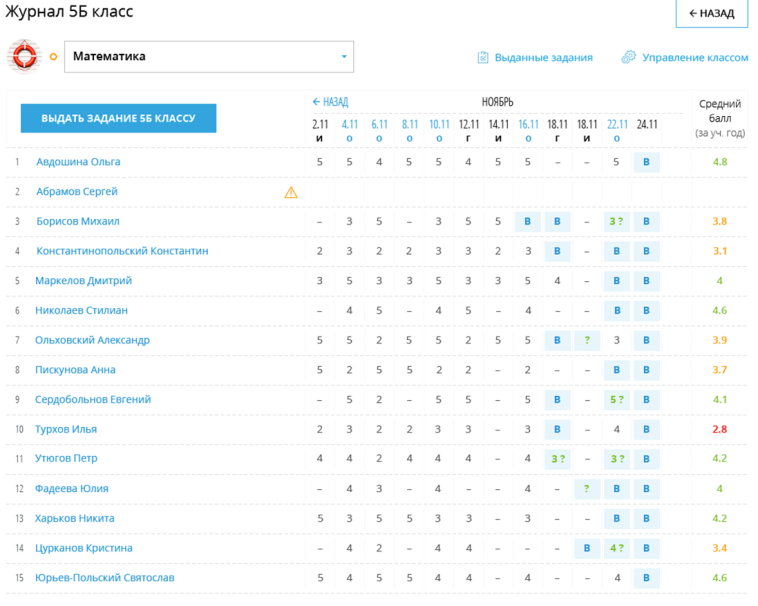 Журнал 5Б класс
← НАЗАД
Математика
Выданные задания
Управление классом
ВЫДАТЬ ЗАДАНИЕ 5Б КЛАССУ
← НАЗАД НОЯБРЬ
Средний балл (за уч. год)
2.11 4.11 6.11 8.11 10.11 12.11 14.11 16.11 18.11 18.11 22.11 24.11
и о о о о г и о г и о
1 Авдошина Ольга 5 5 4 5 5 4 5 5 – – 5 В 4.8
2 Абрамов Сергей
3 Борисов Михаил – 3 5 – 3 5 5 В В – 3 ? В 3.8
4 Константинопольский Константин 2 3 2 2 3 3 2 3 В – В В 3.1
5 Маркелов Дмитрий 3 5 3 3 5 3 3 5 4 – В В 4
6 Николаев Стилиан – 4 5 – 4 5 – 4 – – В В 4.6
7 Ольховский Александр 5 5 2 5 5 2 5 5 В ? 3 В 3.9
8 Пискунова Анна 5 2 5 5 2 2 – 2 – – В В 3.7
9 Сердобольнов Евгений – 5 2 – 5 5 – 5 В – 5 ? В 4.1
10 Турхов Илья 2 3 2 2 3 3 – 3 В – 4 В 2.8
11 Утюгов Петр 4 4 2 4 4 4 – 4 3 ? – 3 ? В 4.2
12 Фадеева Юлия – 4 3 – 4 – – 4 – ? В В 4
13 Харьков Никита 5 3 5 5 3 3 – 3 – – В В 4.2
14 Цурканов Кристина – 4 2 – 4 4 – – – В 4 ? В 3.4
15 Юрьев-Польский Святослав 5 4 5 5 4 4 – 4 – – 4 В 4.6